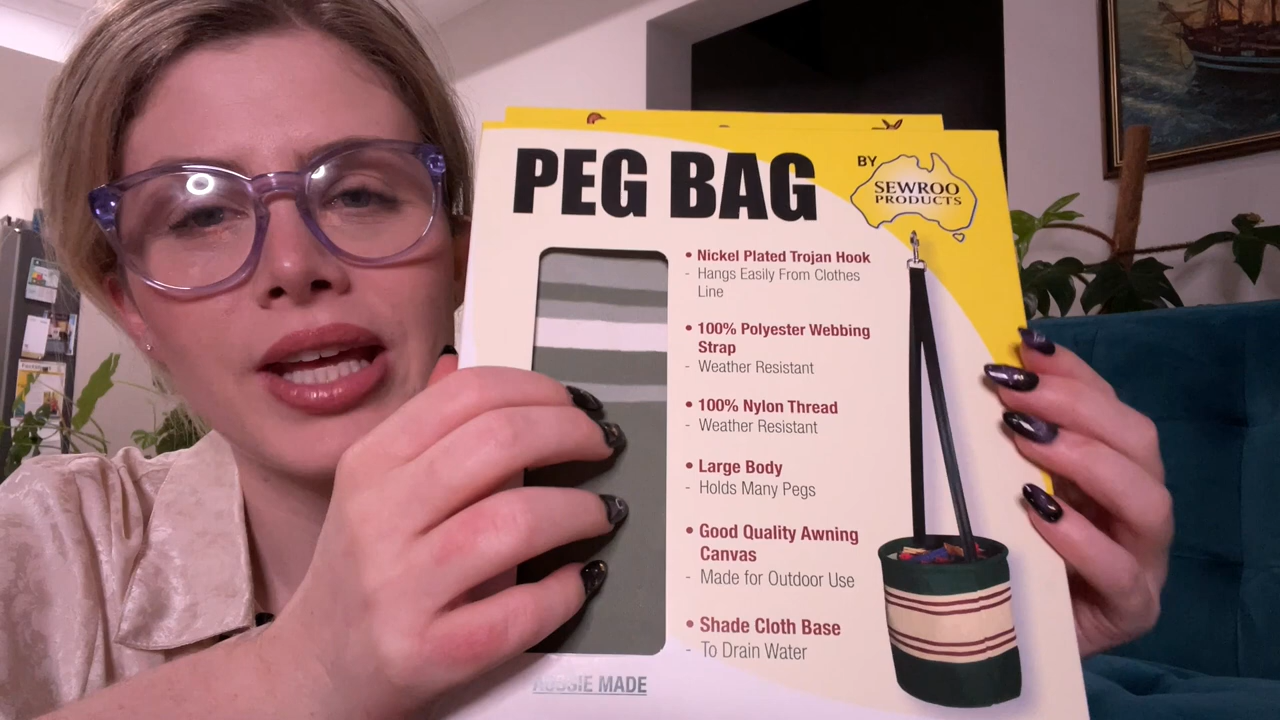 PEG BAG
BY
SEWROO
PRODUCTS
• Nickel Plated Trojan Hook
- Hangs Easily From Clothes
Line
• 100% Polyester Webbing
Strap
- Weather Resistant
• 100% Nylon Thread
- Weather Resistant
• Large Body
- Holds Many Pegs
• Good Quality Awning
Canvas
- Made for Outdoor Use
• Shade Cloth Base
- To Drain Water
AUSSIE MADE